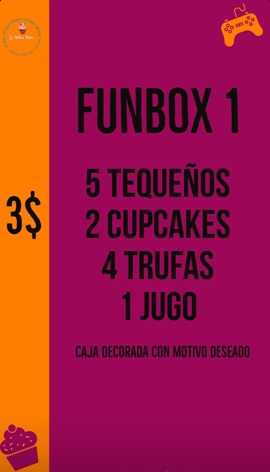 FUNBOX 1
5 TEQUEÑOS
2 CUPCAKES
4 TRUFAS
1 JUGO
3$
CAJA DECORADA CON MOTIVO DESEADO